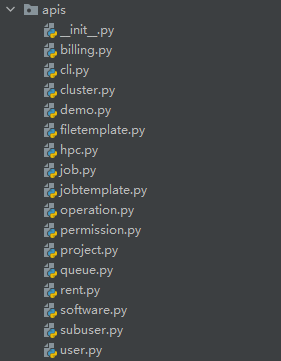 apis
__init__.py
billing.py
cli.py
cluster.py
demo.py
filetemplate.py
hpc.py
job.py
jobtemplate.py
operation.py
permission.py
project.py
queue.py
rent.py
software.py
subuser.py
user.py